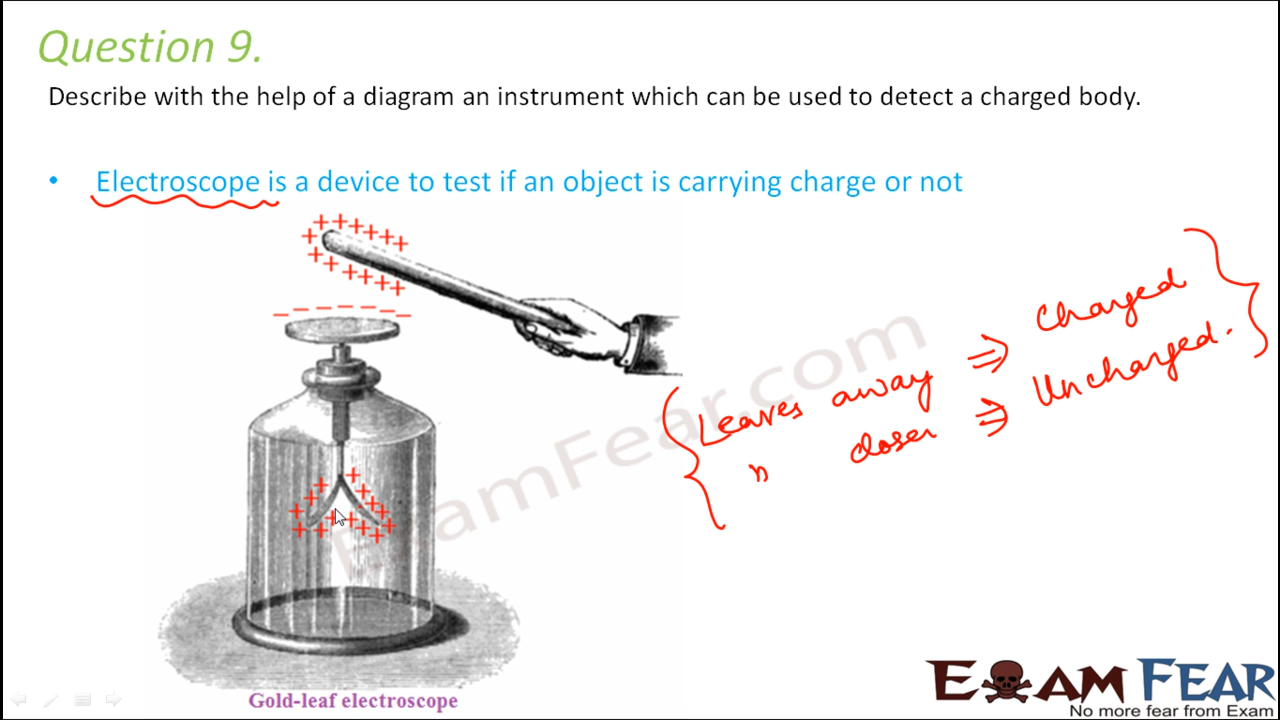 Question 9.
Describe with the help of a diagram an instrument which can be used to detect a charged body.
• Electroscope is a device to test if an object is carrying charge or not
Leaves away ⇒ Charged
" closer ⇒ Uncharged.
ExamFear.com
Gold-leaf electroscope
EXAM FEAR
No more fear from Exam